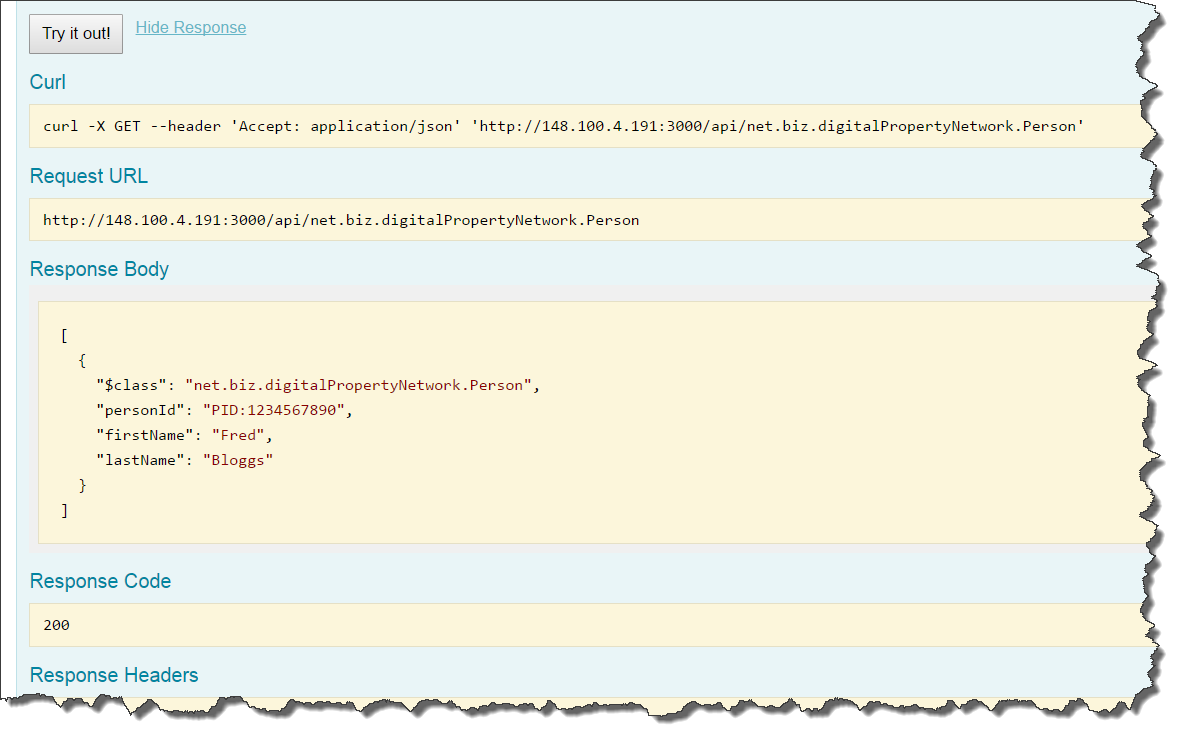 Try it out! Hide Response
Curl
curl -X GET --header 'Accept: application/json' 'http://148.100.4.191:3000/api/net.biz.digitalPropertyNetwork.Person'
Request URL
http://148.100.4.191:3000/api/net.biz.digitalPropertyNetwork.Person
Response Body
[
  {
    "$class": "net.biz.digitalPropertyNetwork.Person",
    "personId": "PID:1234567890",
    "firstName": "Fred",
    "lastName": "Bloggs"
  }
]
Response Code
200
Response Headers